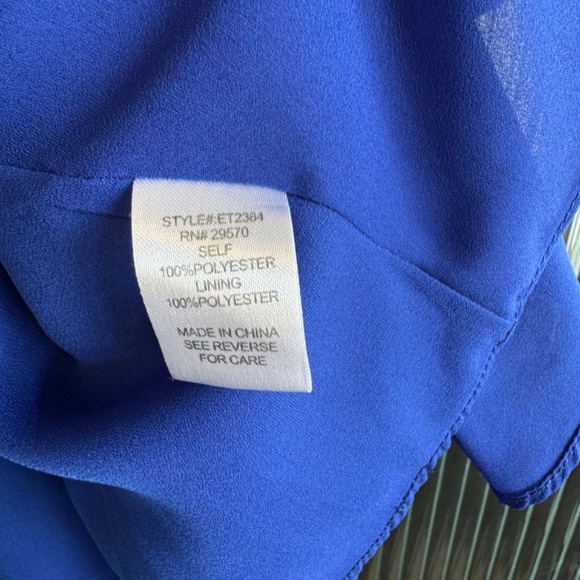 STYLE#:ET2384
RN# 29570
SELF
100%POLYESTER
LINING
100%POLYESTER
MADE IN CHINA
SEE REVERSE
FOR CARE